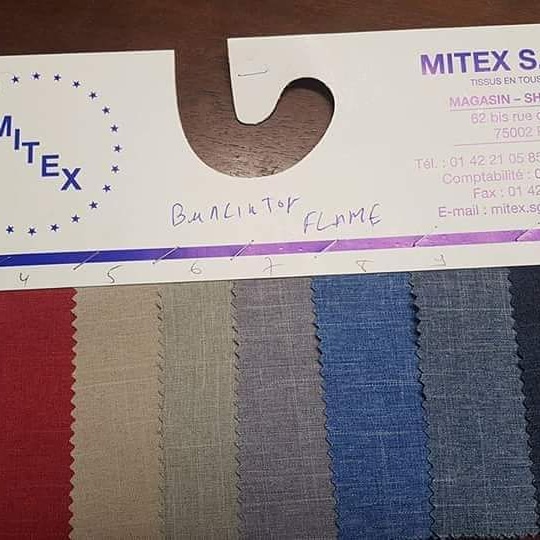 MITEX
MITEX S.
TISSUS EN TOUS
MAGASIN – SH
62 bis rue d
75002 P
Tél. : 01 42 21 05 85
Comptabilité : 0
Fax : 01 42
E-mail : mitex.sg
FLAME
4 5 6 7 8 9